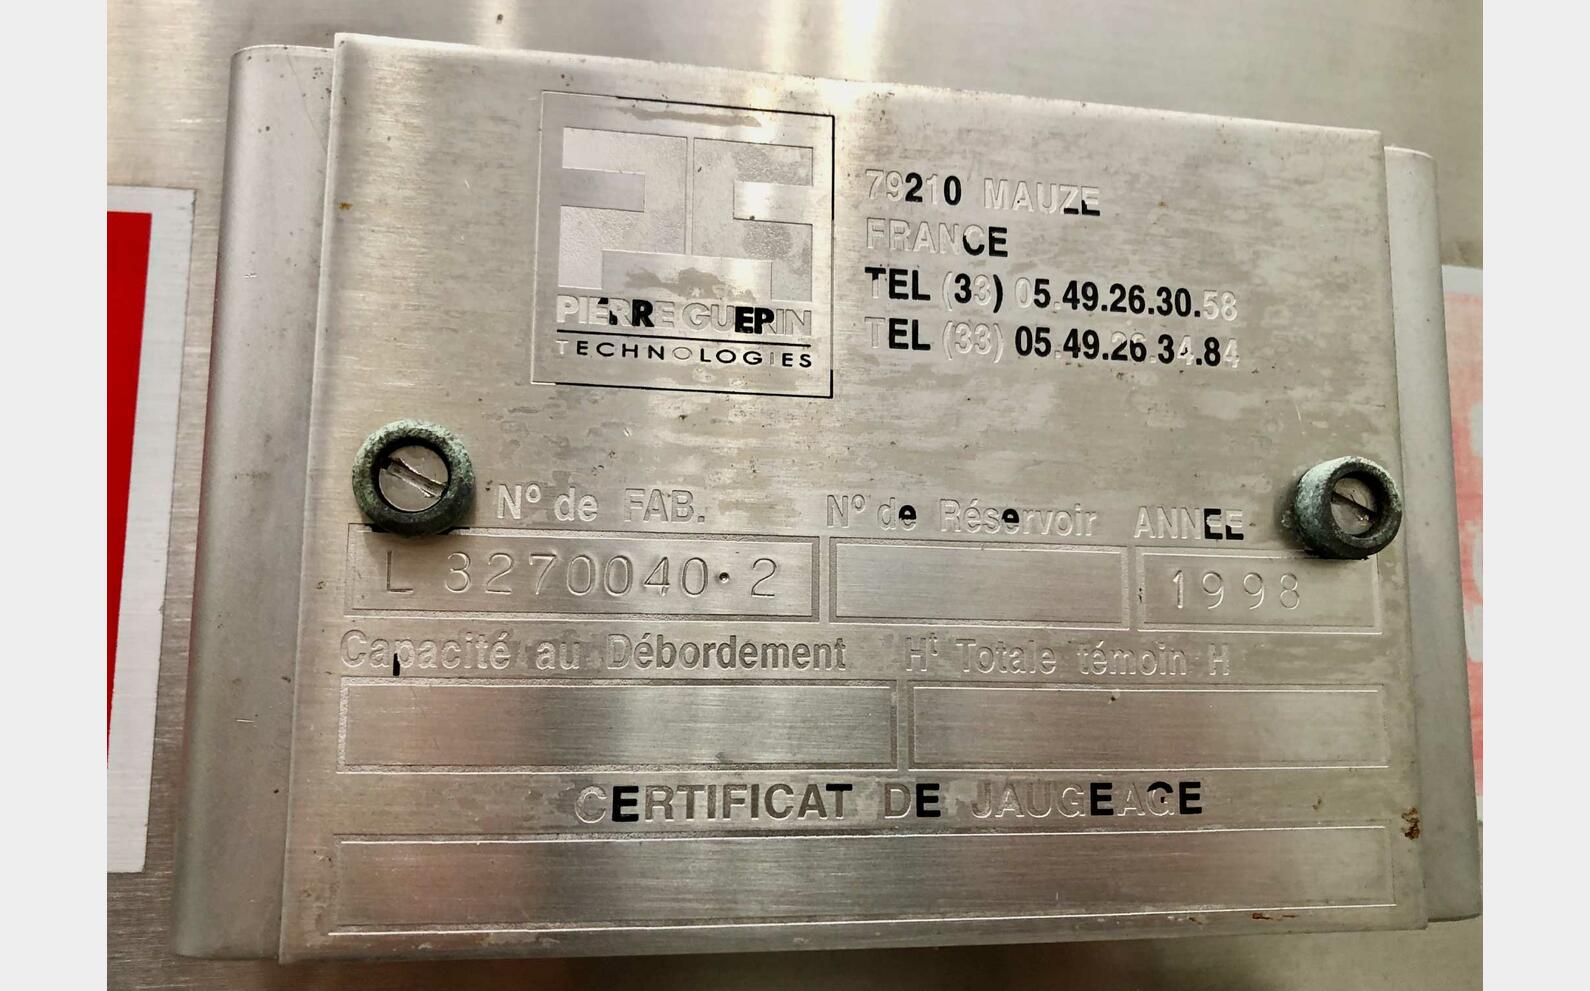 PIERRE GUERIN
TECHNOLOGIES
79210 MAUZE
FRANCE
TEL (33) 05.49.26.30.58
TEL (33) 05.49.26.34.84
N° de FAB.
N° de Réservoir
ANNEE
L 3270040.2
1998
Capacité au Débordement
Ht Totale témoin H
CERTIFICAT DE JAUGEAGE